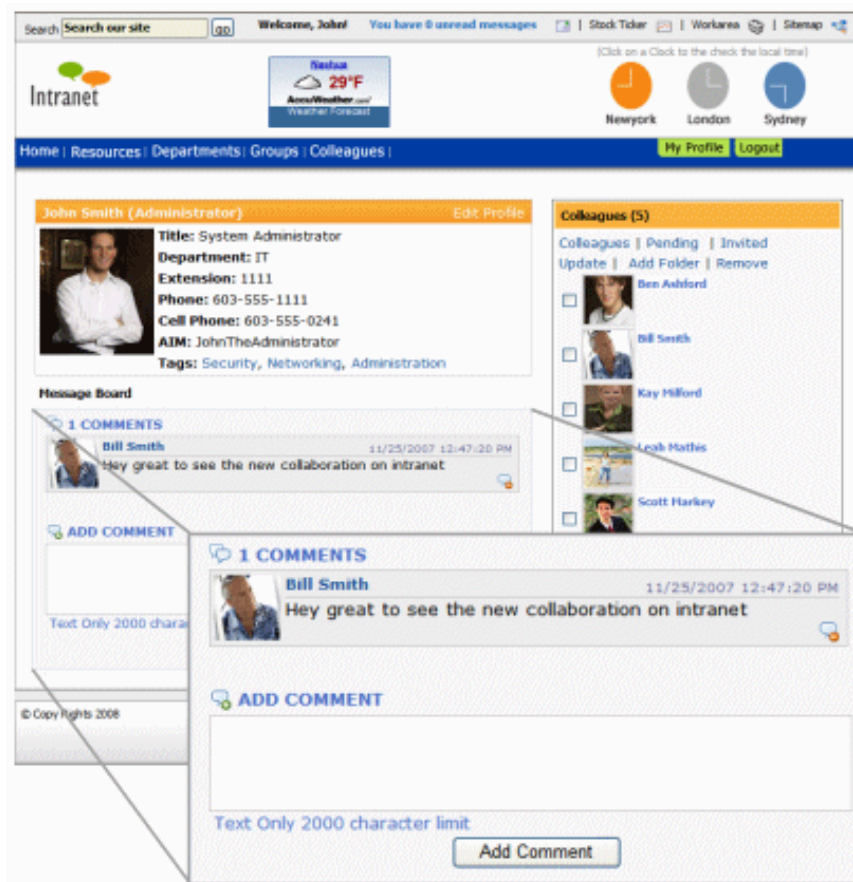 Search Search our site go Welcome, John! You have 0 unread messages | Stock Ticker | Workarea | Sitemap
(Click on a Clock to the check the local time)
Intranet
Nashua
29°F
AccuWeather.com
Weather Forecast
Newyork London Sydney
Home | Resources | Departments | Groups | Colleagues |
My Profile Logout
John Smith (Administrator) Edit Profile
Title: System Administrator
Department: IT
Extension: 1111
Phone: 603-555-1111
Cell Phone: 603-555-0241
AIM: JohnTheAdministrator
Tags: Security, Networking, Administration
Colleagues (5)
Colleagues | Pending | Invited
Update | Add Folder | Remove
Ben Ashford
Bill Smith
Kay Milford
Leah Mathis
Scott Markey
Message Board
1 COMMENTS
Bill Smith 11/25/2007 12:47:20 PM
Hey great to see the new collaboration on intranet
ADD COMMENT
Text Only 2000 chara
© Copy Rights 2008
1 COMMENTS
Bill Smith 11/25/2007 12:47:20 PM
Hey great to see the new collaboration on intranet
ADD COMMENT
Text Only 2000 character limit
Add Comment